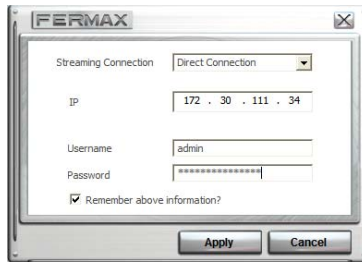 FERMAX
Streaming Connection Direct Connection
IP 172 . 30 . 111 . 34
Username admin
Password ***************
Remember above information?
Apply Cancel